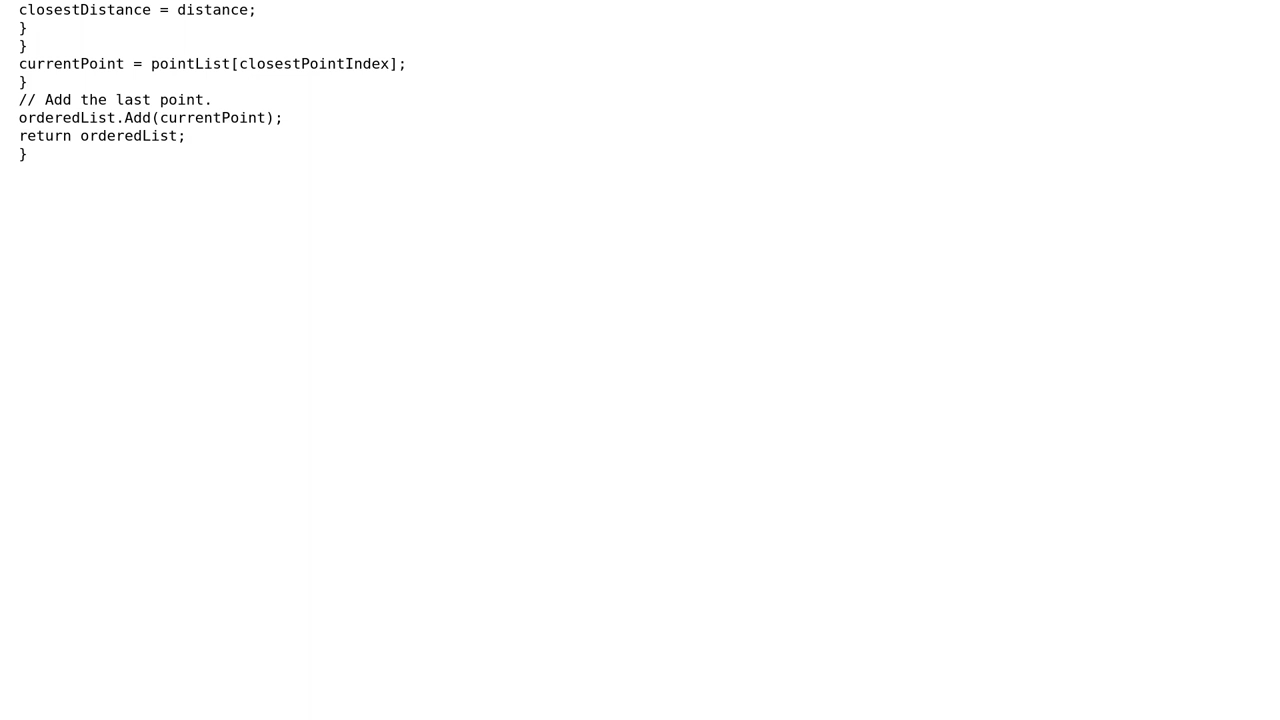 closestDistance = distance;
}
}
currentPoint = pointList[closestPointIndex];
}
// Add the last point.
orderedList.Add(currentPoint);
return orderedList;
}